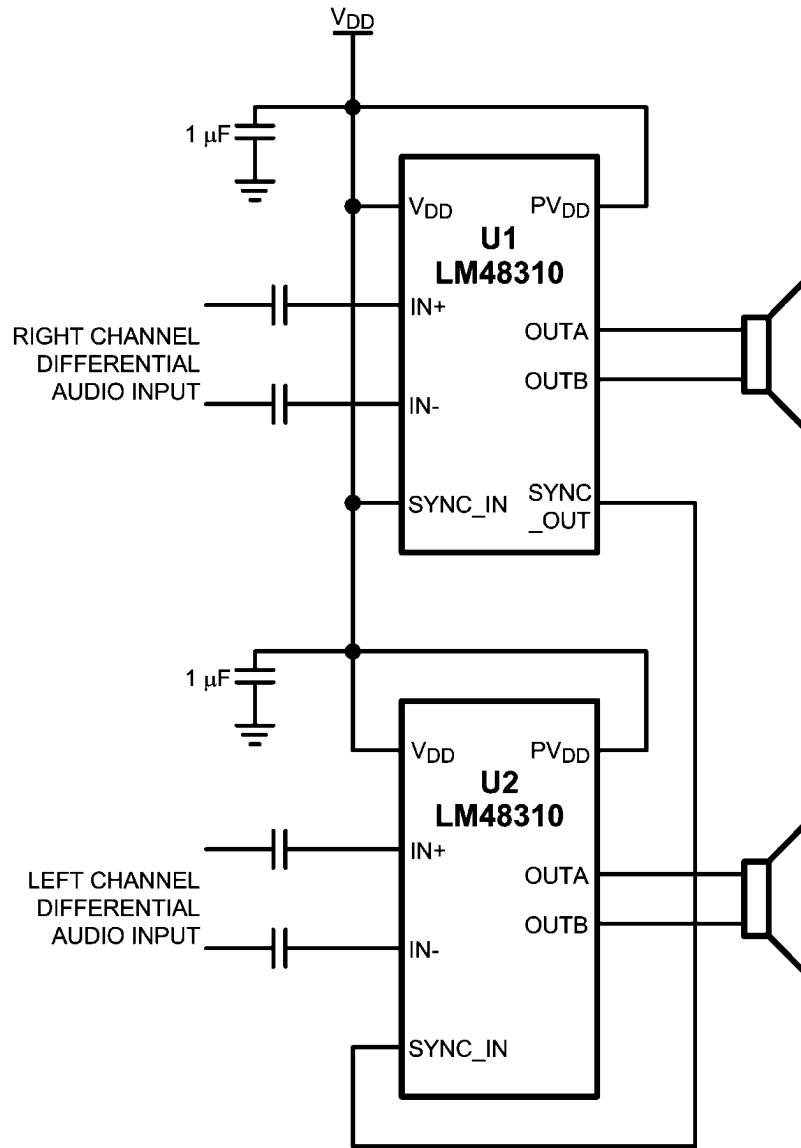 VDD
1 μF
VDD
PVDD
U1
LM48310
IN+
RIGHT CHANNEL
DIFFERENTIAL
AUDIO INPUT
OUTA
OUTB
IN-
SYNC_IN
SYNC
_OUT
1 μF
VDD
PVDD
U2
LM48310
IN+
LEFT CHANNEL
DIFFERENTIAL
AUDIO INPUT
OUTA
OUTB
IN-
SYNC_IN